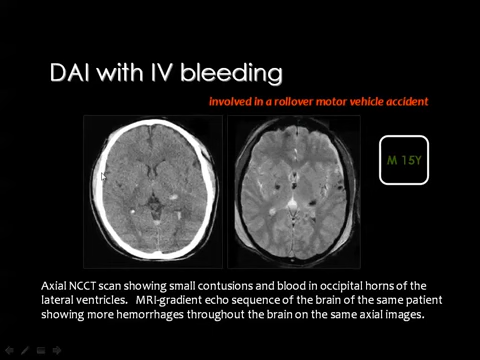 DAI with IV bleeding
involved in a rollover motor vehicle accident
M 15Y
Axial NCCT scan showing small contusions and blood in occipital horns of the
lateral ventricles. MRI-gradient echo sequence of the brain of the same patient
showing more hemorrhages throughout the brain on the same axial images.